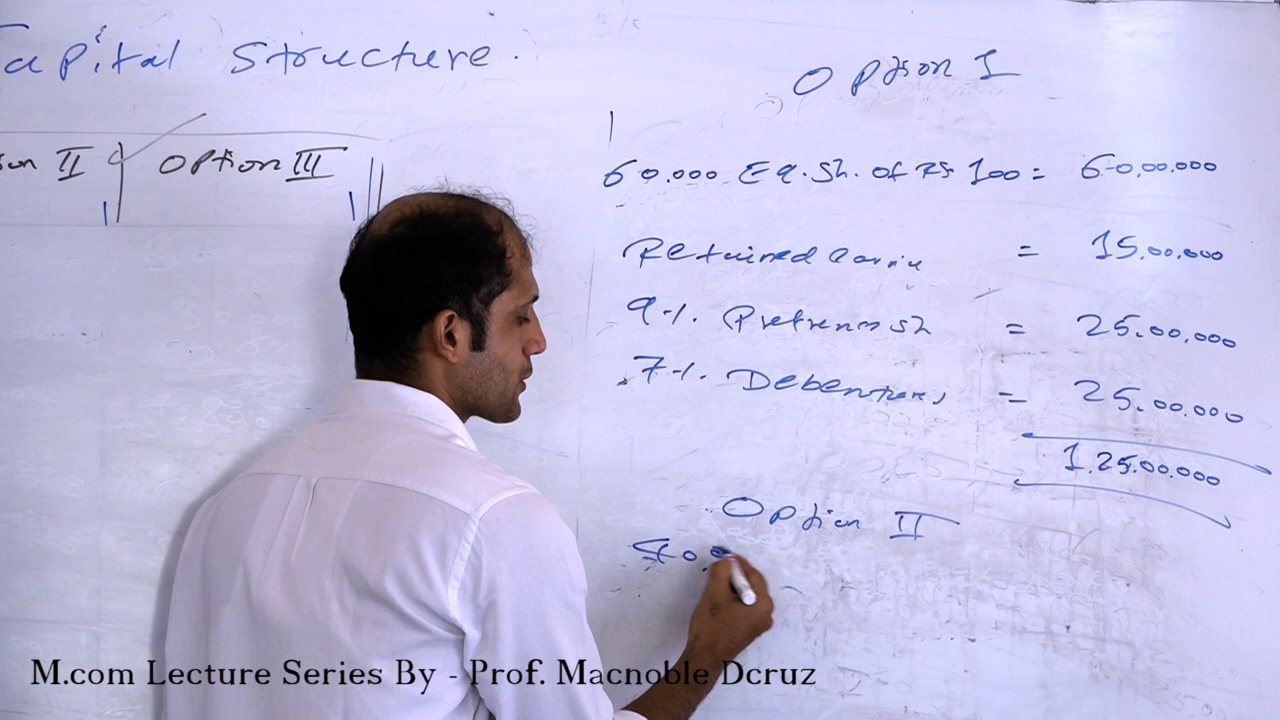 Capital Structure.
Option II
Option III
Option 1
60.000 Eq. Sh. of Rs 100 = 60,00,000
Retained = 15,00,000
9%. Preference sh = 25,00,000
7%. Debentures = 25,00,000
1,25,00,000
Option II
M.com Lecture Series By - Prof. Macnoble Dcruz